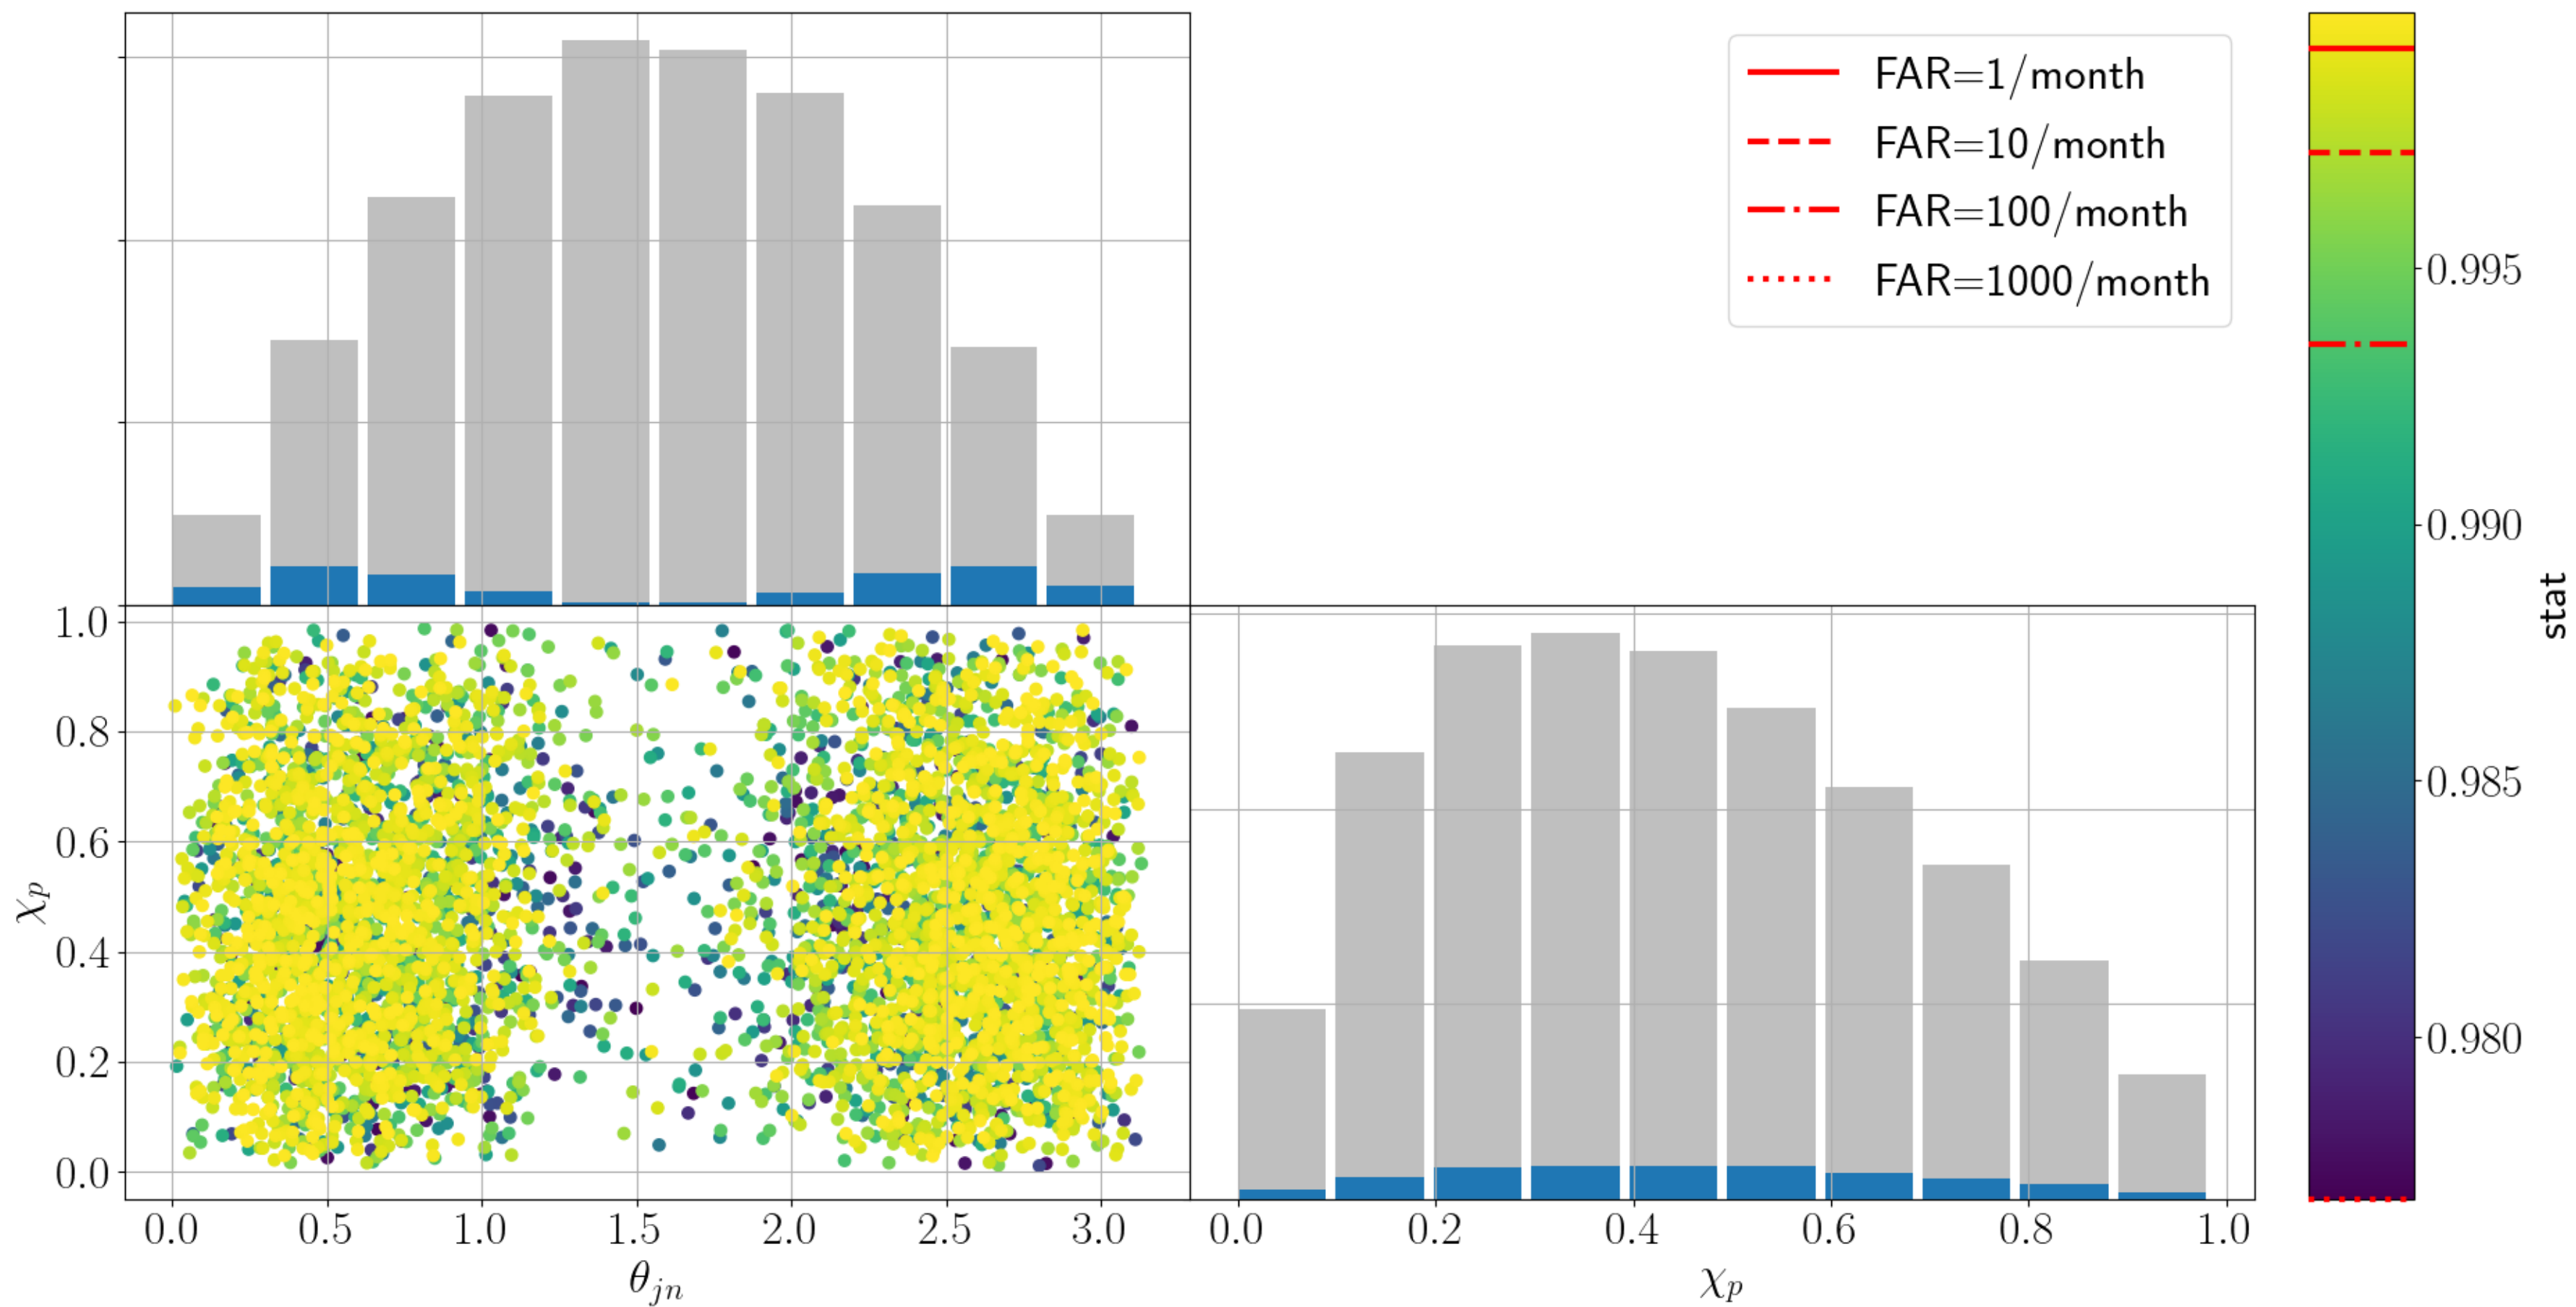 FAR=1/month
FAR=10/month
FAR=100/month
FAR=1000/month
0.995
0.990
0.985
0.980
stat
1.0
0.8
0.6
0.4
0.2
0.0
χp
0.0 0.5 1.0 1.5 2.0 2.5 3.0
θjn
0.0 0.2 0.4 0.6 0.8 1.0
χp